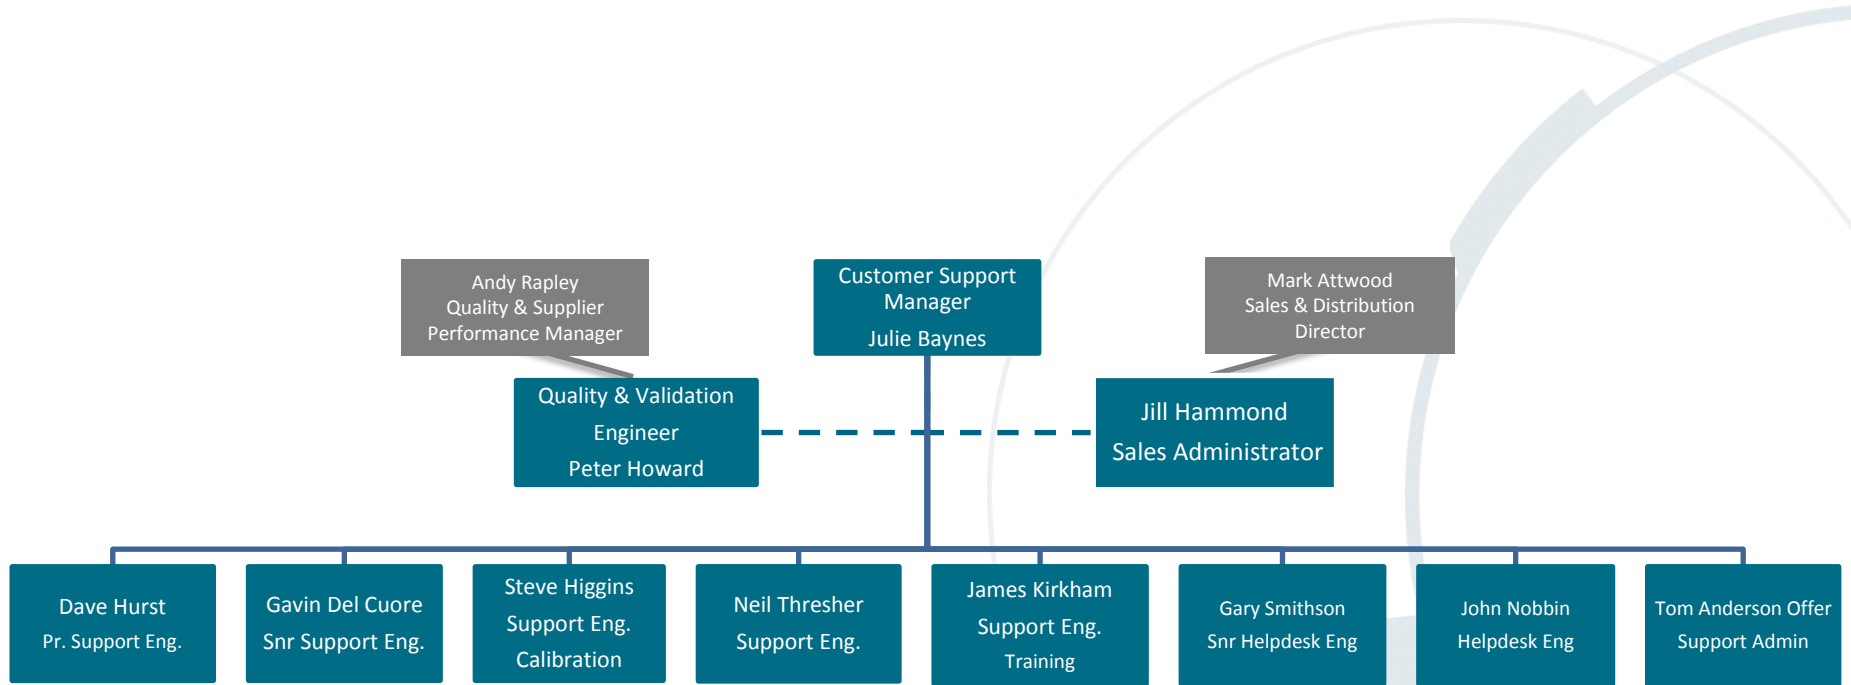 Andy Rapley
Quality & Supplier
Performance Manager
Customer Support
Manager
Julie Baynes
Mark Attwood
Sales & Distribution
Director
Quality & Validation
Engineer
Peter Howard
Jill Hammond
Sales Administrator
Dave Hurst
Pr. Support Eng.
Gavin Del Cuore
Snr Support Eng.
Steve Higgins
Support Eng.
Calibration
Neil Thresher
Support Eng.
James Kirkham
Support Eng.
Training
Gary Smithson
Snr Helpdesk Eng
John Nobbin
Helpdesk Eng
Tom Anderson Offer
Support Admin